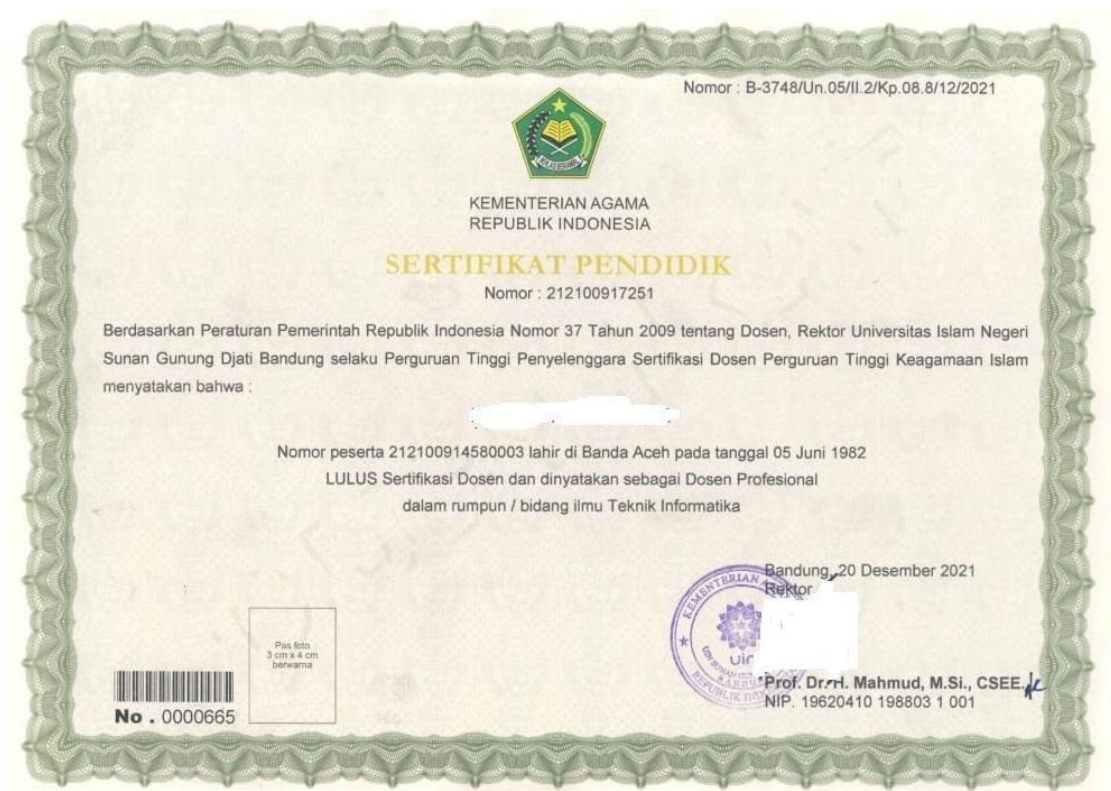 Nomor : B-3748/Un.05/II.2/Kp.08.8/12/2021
IKHLAS BERAMAL
KEMENTERIAN AGAMA
REPUBLIK INDONESIA
SERTIFIKAT PENDIDIK
Nomor : 212100917251
Berdasarkan Peraturan Pemerintah Republik Indonesia Nomor 37 Tahun 2009 tentang Dosen, Rektor Universitas Islam Negeri
Sunan Gunung Djati Bandung selaku Perguruan Tinggi Penyelenggara Sertifikasi Dosen Perguruan Tinggi Keagamaan Islam
menyatakan bahwa :
Nomor peserta 212100914580003 lahir di Banda Aceh pada tanggal 05 Juni 1982
LULUS Sertifikasi Dosen dan dinyatakan sebagai Dosen Profesional
dalam rumpun / bidang ilmu Teknik Informatika
Bandung, 20 Desember 2021
Rektor
KEMENTERIAN
REPUBLIK
Prof. Dr. H. Mahmud, M.Si., CSEE.
NIP. 19620410 198803 1 001
Pas foto
3 cm x 4 cm
berwarna
No . 0000665